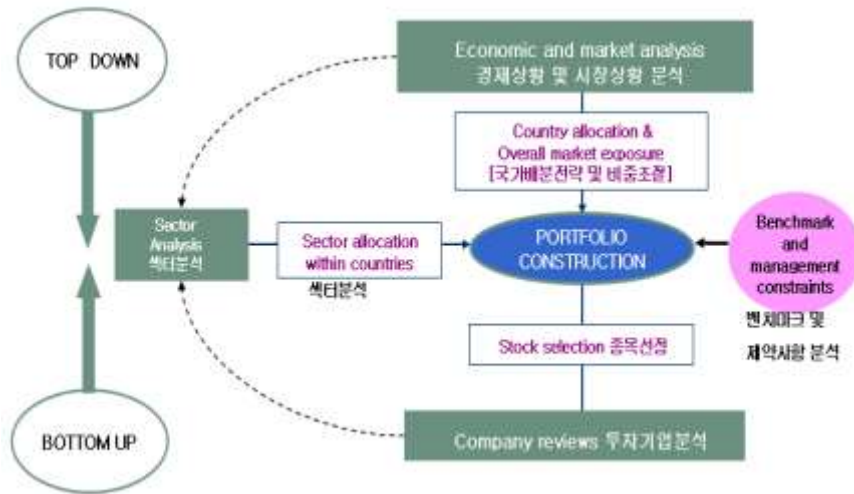 TOP DOWN
Economic and market analysis
경제상황 및 시장상황 분석
Country allocation &
Overall market exposure
[국가배분전략 및 비중조절]
Sector
Analysis
섹터분석
Sector allocation
within countries
섹터분석
PORTFOLIO
CONSTRUCTION
Benchmark
and
management
constraints
벤치마크 및
제약사항 분석
Stock selection 종목선정
BOTTOM UP
Company reviews 투자기업분석